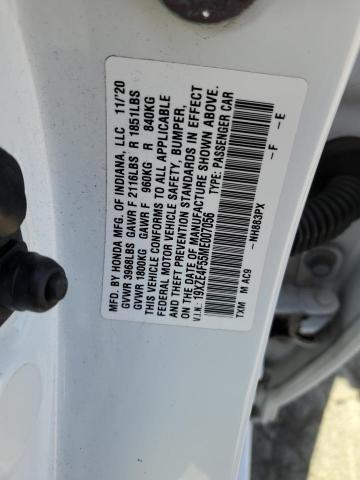 MFD. BY HONDA MFG. OF INDIANA, LLC 11/'20
GVWR 3968LBS GAWR F 2116LBS R 1851LBS
GVWR 1800KG GAWR F 960KG R 840KG
THIS VEHICLE CONFORMS TO ALL APPLICABLE
FEDERAL MOTOR VEHICLE SAFETY, BUMPER,
AND THEFT PREVENTION STANDARDS IN EFFECT
ON THE DATE OF MANUFACTURE SHOWN ABOVE.
V.I.N.: 19XZE4F55ME007056 TYPE: PASSENGER CAR
-NH883PX -F -E
TXM M AC9